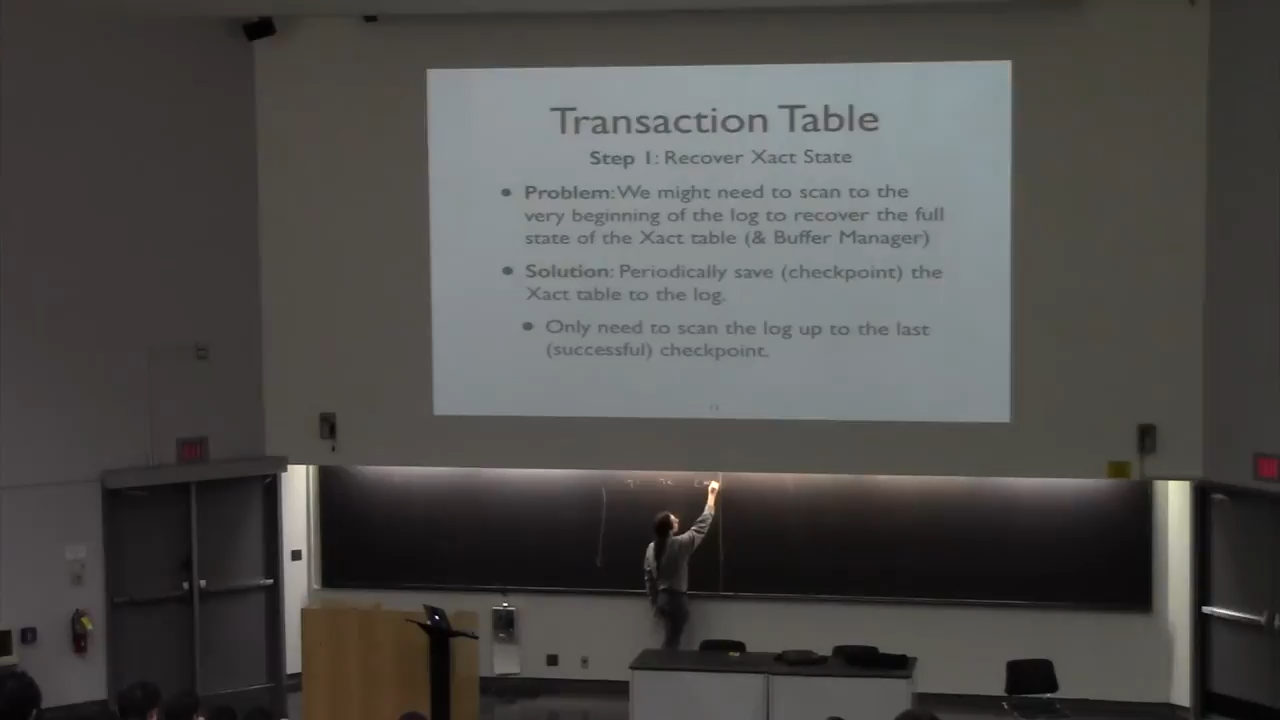 Transaction Table
Step 1: Recover Xact State
• Problem: We might need to scan to the
very beginning of the log to recover the full
state of the Xact table (& Buffer Manager)
• Solution: Periodically save (checkpoint) the
Xact table to the log.
• Only need to scan the log up to the last
(successful) checkpoint.